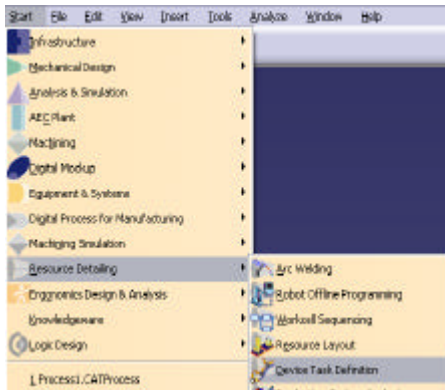 Start File Edit View Insert Tools Analyze Window Help
Infrastructure
Mechanical Design
Analysis & Simulation
AEC Plant
Machining
Digital Mockup
Equipment & Systems
Digital Process for Manufacturing
Machining Simulation
Resource Detailing
Arc Welding
Ergonomics Design & Analysis
Robot Offline Programming
Knowledgeware
Workcell Sequencing
Logic Design
Resource Layout
Device Task Definition
1 Process1.CATProcess